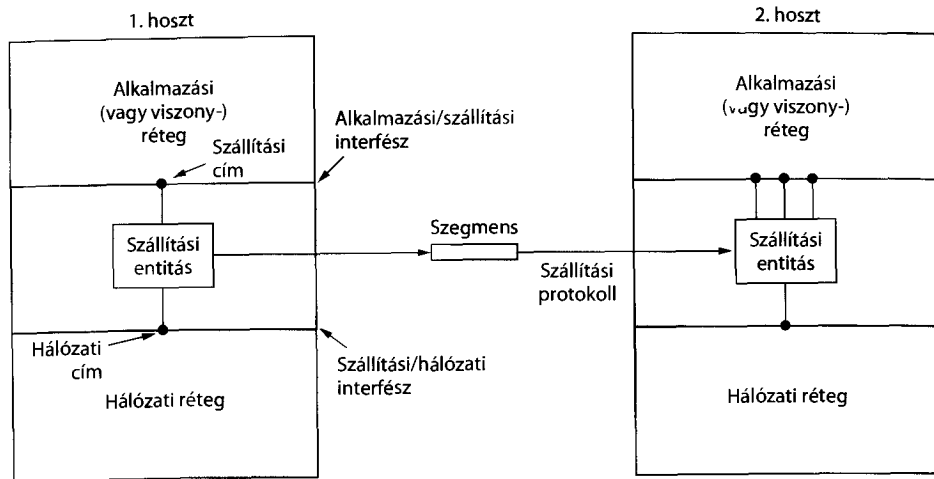 1. hoszt
2. hoszt
Alkalmazási
(vagy viszony-)
réteg
Szállítási
cím
Alkalmazási/szállítási
interfész
Szállítási
entitás
Szegmens
Szállítási
protokoll
Hálózati
cím
Szállítási/hálózati
interfész
Hálózati réteg
Alkalmazási
(vagy viszony-)
réteg
Szállítási
entitás
Hálózati réteg